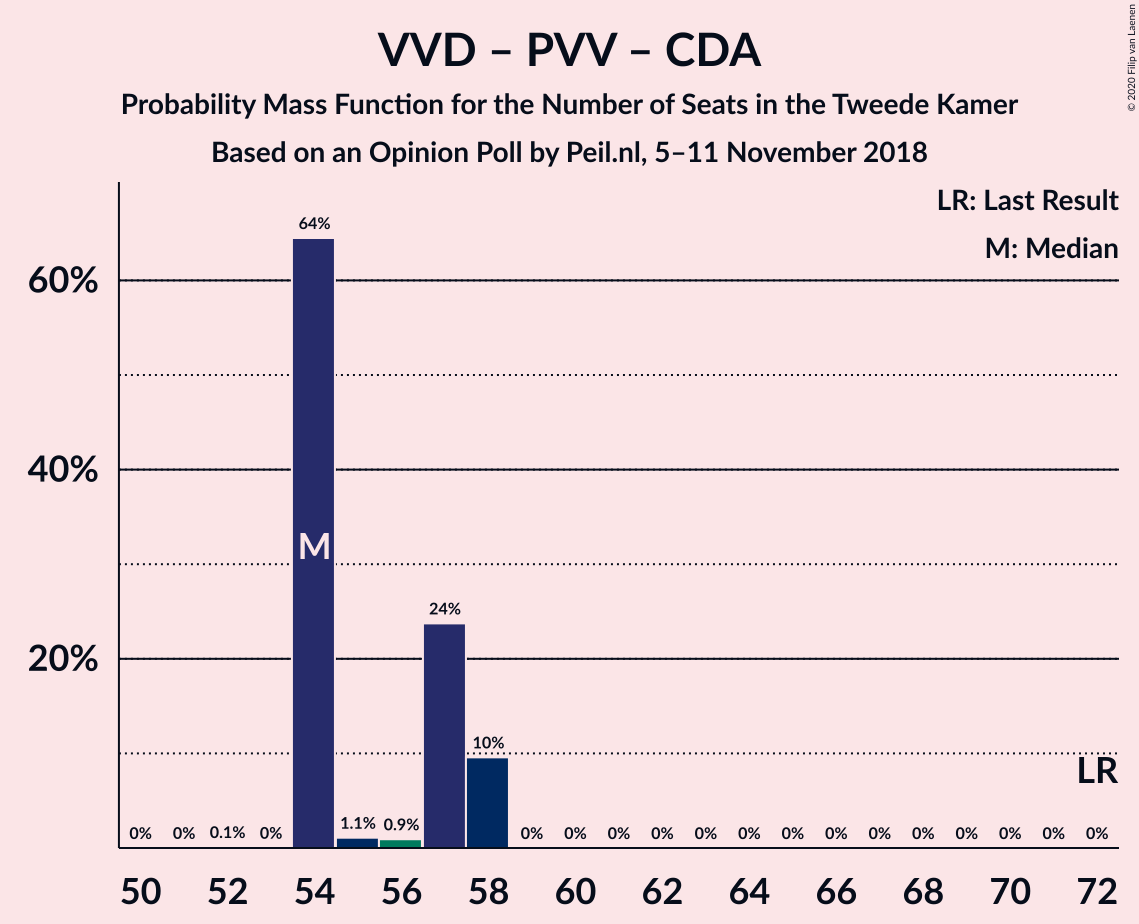 VVD – PVV – CDA
Probability Mass Function for the Number of Seats in the Tweede Kamer
Based on an Opinion Poll by Peil.nl, 5–11 November 2018
© 2020 Filip van Laenen
LR: Last Result
M: Median
60%
40%
20%
64%
M
24%
10%
LR
0% 0% 0.1% 0% 1.1% 0.9% 0% 0% 0% 0% 0% 0% 0% 0% 0% 0% 0% 0% 0% 0%
50 52 54 56 58 60 62 64 66 68 70 72